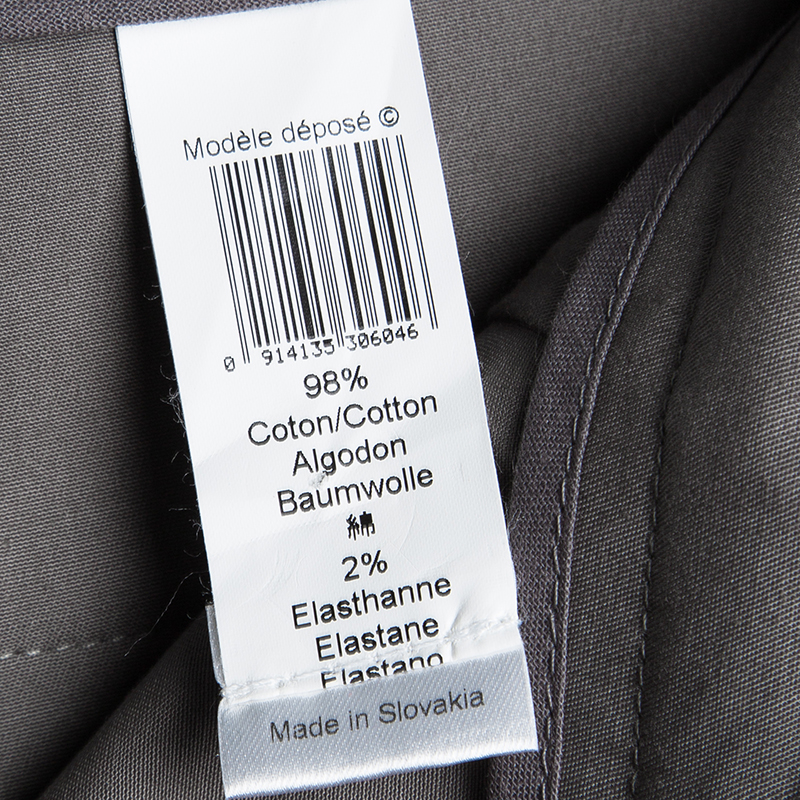 Modèle déposé ©
0 914135 306046
98%
Coton/Cotton
Algodon
Baumwolle
綿
2%
Elasthanne
Elastane
Elastano
Made in Slovakia